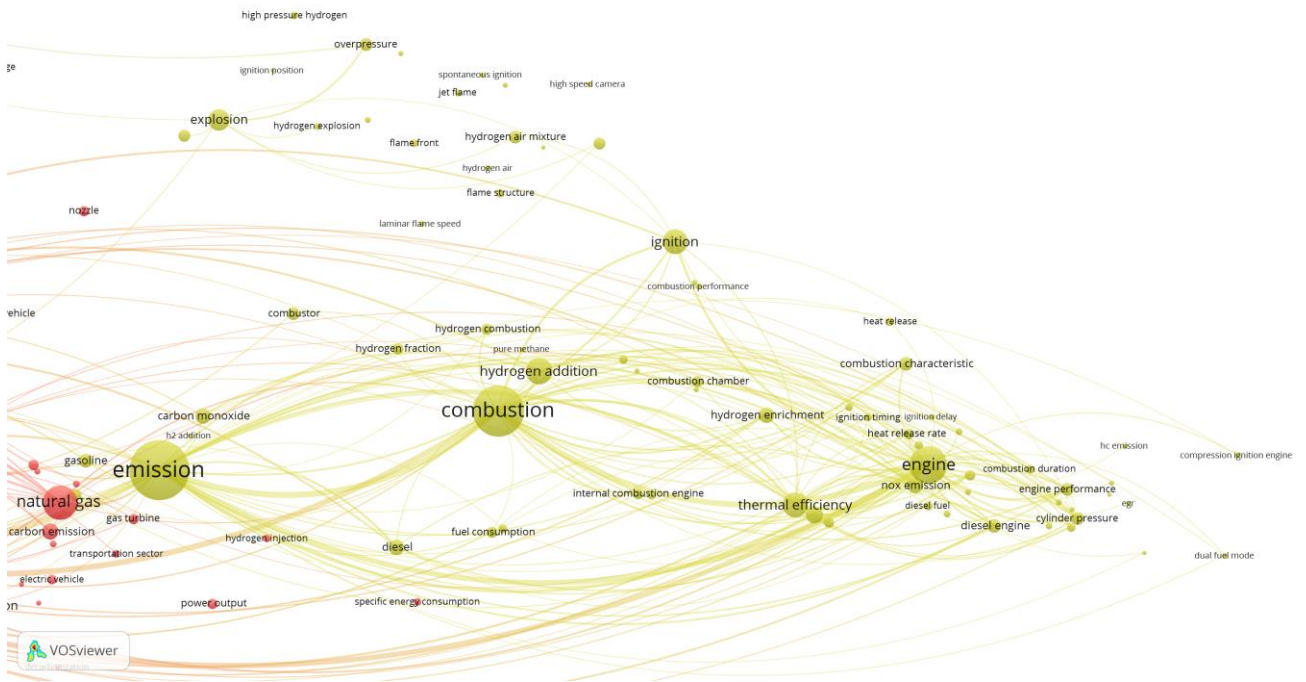 high pressure hydrogen
overpressure
ge
ignition position
spontaneous ignition
high speed camera
jet flame
explosion
hydrogen explosion
hydrogen air mixture
flame front
hydrogen air
flame structure
nozzle
laminar flame speed
ignition
combustion performance
vehicle
combustor
heat release
hydrogen combustion
hydrogen fraction
pure methane
combustion characteristic
hydrogen addition
combustion chamber
combustion
carbon monoxide
hydrogen enrichment
ignition timing
ignition delay
h2 addition
heat release rate
hc emission
gasoline
emission
engine
compression ignition engine
combustion duration
nox emission
internal combustion engine
engine performance
natural gas
thermal efficiency
diesel fuel
egr
gas turbine
cylinder pressure
carbon emission
fuel consumption
diesel engine
hydrogen injection
diesel
transportation sector
dual fuel mode
electric vehicle
on
power output
specific energy consumption
VOSviewer
decarbonization